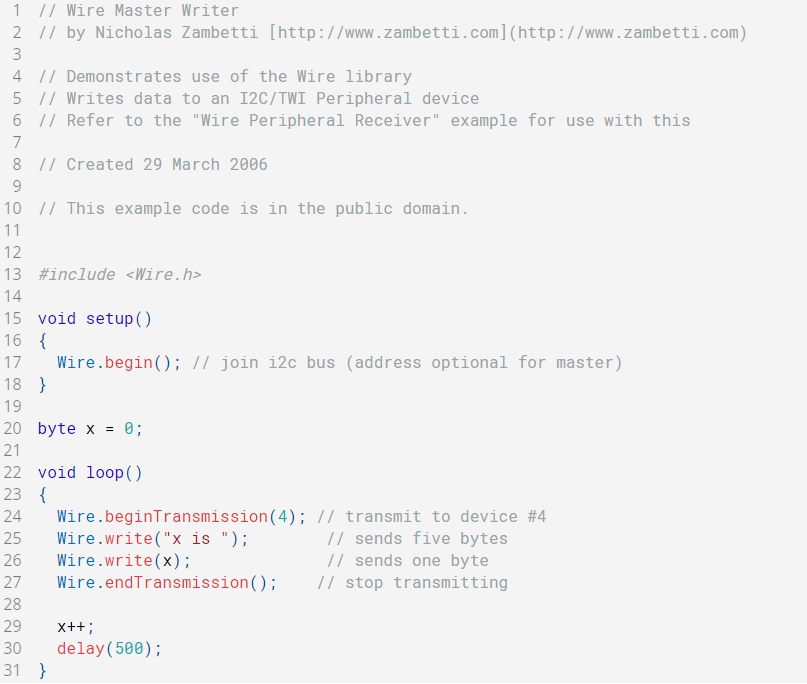 1 // Wire Master Writer
2 // by Nicholas Zambetti [http://www.zambetti.com](http://www.zambetti.com)
3
4 // Demonstrates use of the Wire library
5 // Writes data to an I2C/TWI Peripheral device
6 // Refer to the "Wire Peripheral Receiver" example for use with this
7
8 // Created 29 March 2006
9
10 // This example code is in the public domain.
11
12
13 #include <Wire.h>
14
15 void setup()
16 {
17   Wire.begin(); // join i2c bus (address optional for master)
18 }
19
20 byte x = 0;
21
22 void loop()
23 {
24   Wire.beginTransmission(4); // transmit to device #4
25   Wire.write("x is ");        // sends five bytes
26   Wire.write(x);              // sends one byte
27   Wire.endTransmission();    // stop transmitting
28
29   x++;
30   delay(500);
31 }